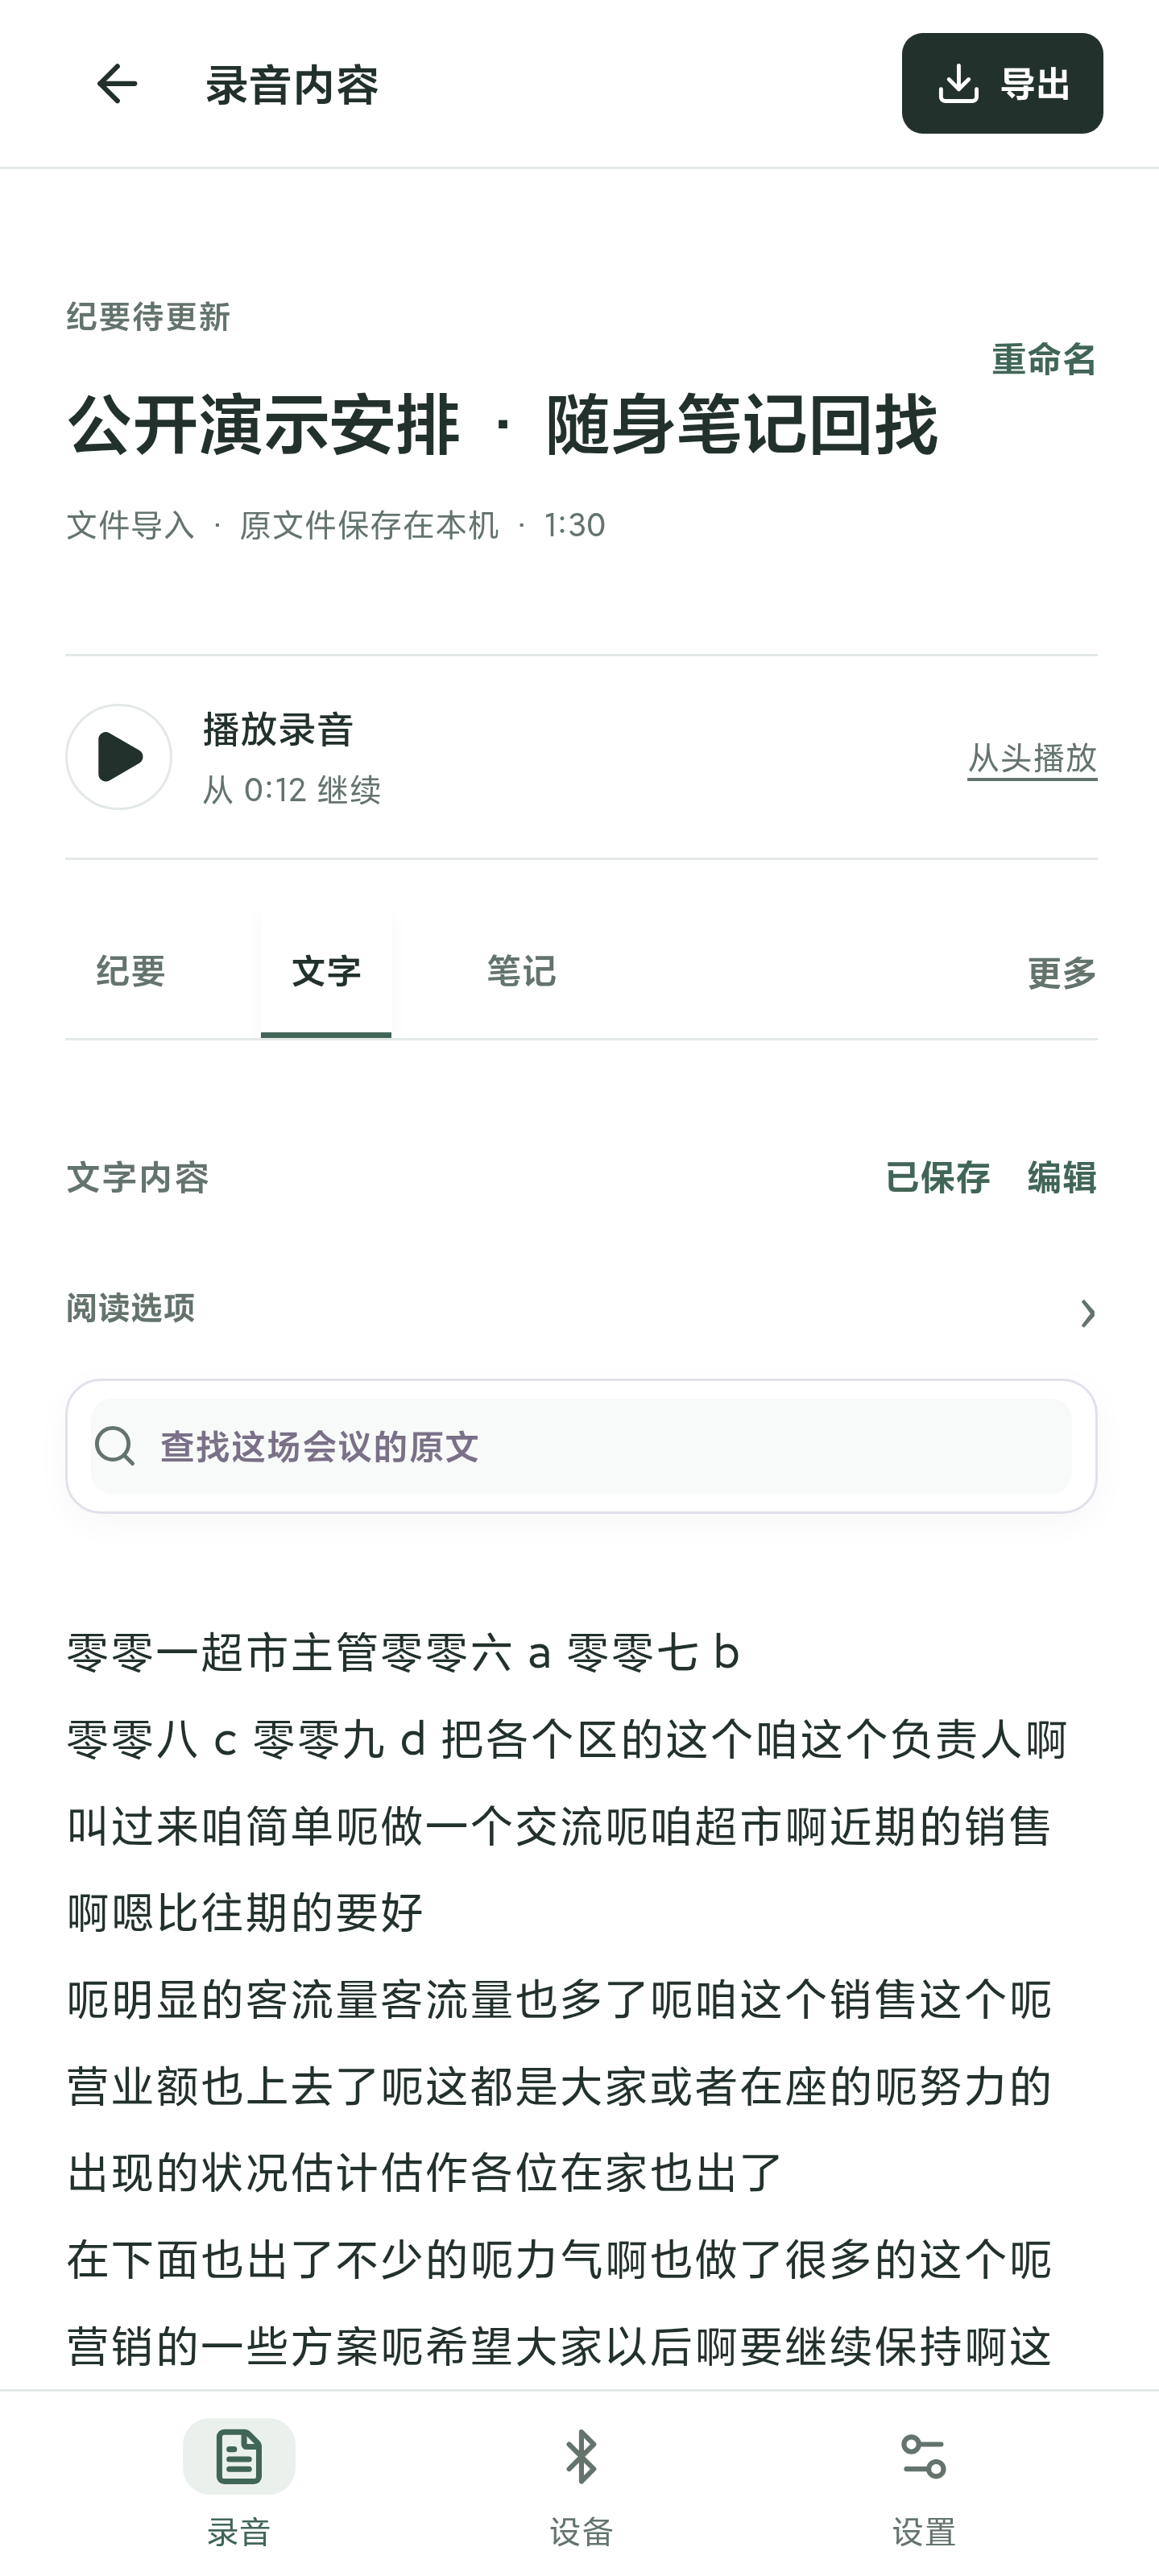 录音内容
导出
纪要待更新
重命名
公开演示安排 · 随身笔记回找
文件导入 · 原文件保存在本机 · 1:30
播放录音
从 0:12 继续
从头播放
纪要 文字 笔记 更多
文字内容 已保存 编辑
阅读选项
查找这场会议的原文
零零一超市主管零零六 a 零零七 b
零零八 c 零零九 d 把各个区的这个咱这个负责人啊
叫过来咱简单呃做一个交流呃咱超市啊近期的销售
啊嗯比往期的要好
呃明显的客流量客流量也多了呃咱这个销售这个呃
营业额也上去了呃这都是大家或者在座的呃努力的
出现的状况估计估作各位在家也出了
在下面也出了不少的呃力气啊也做了很多的这个呃
营销的一些方案呃希望大家以后啊要继续保持啊这
录音 设备 设置